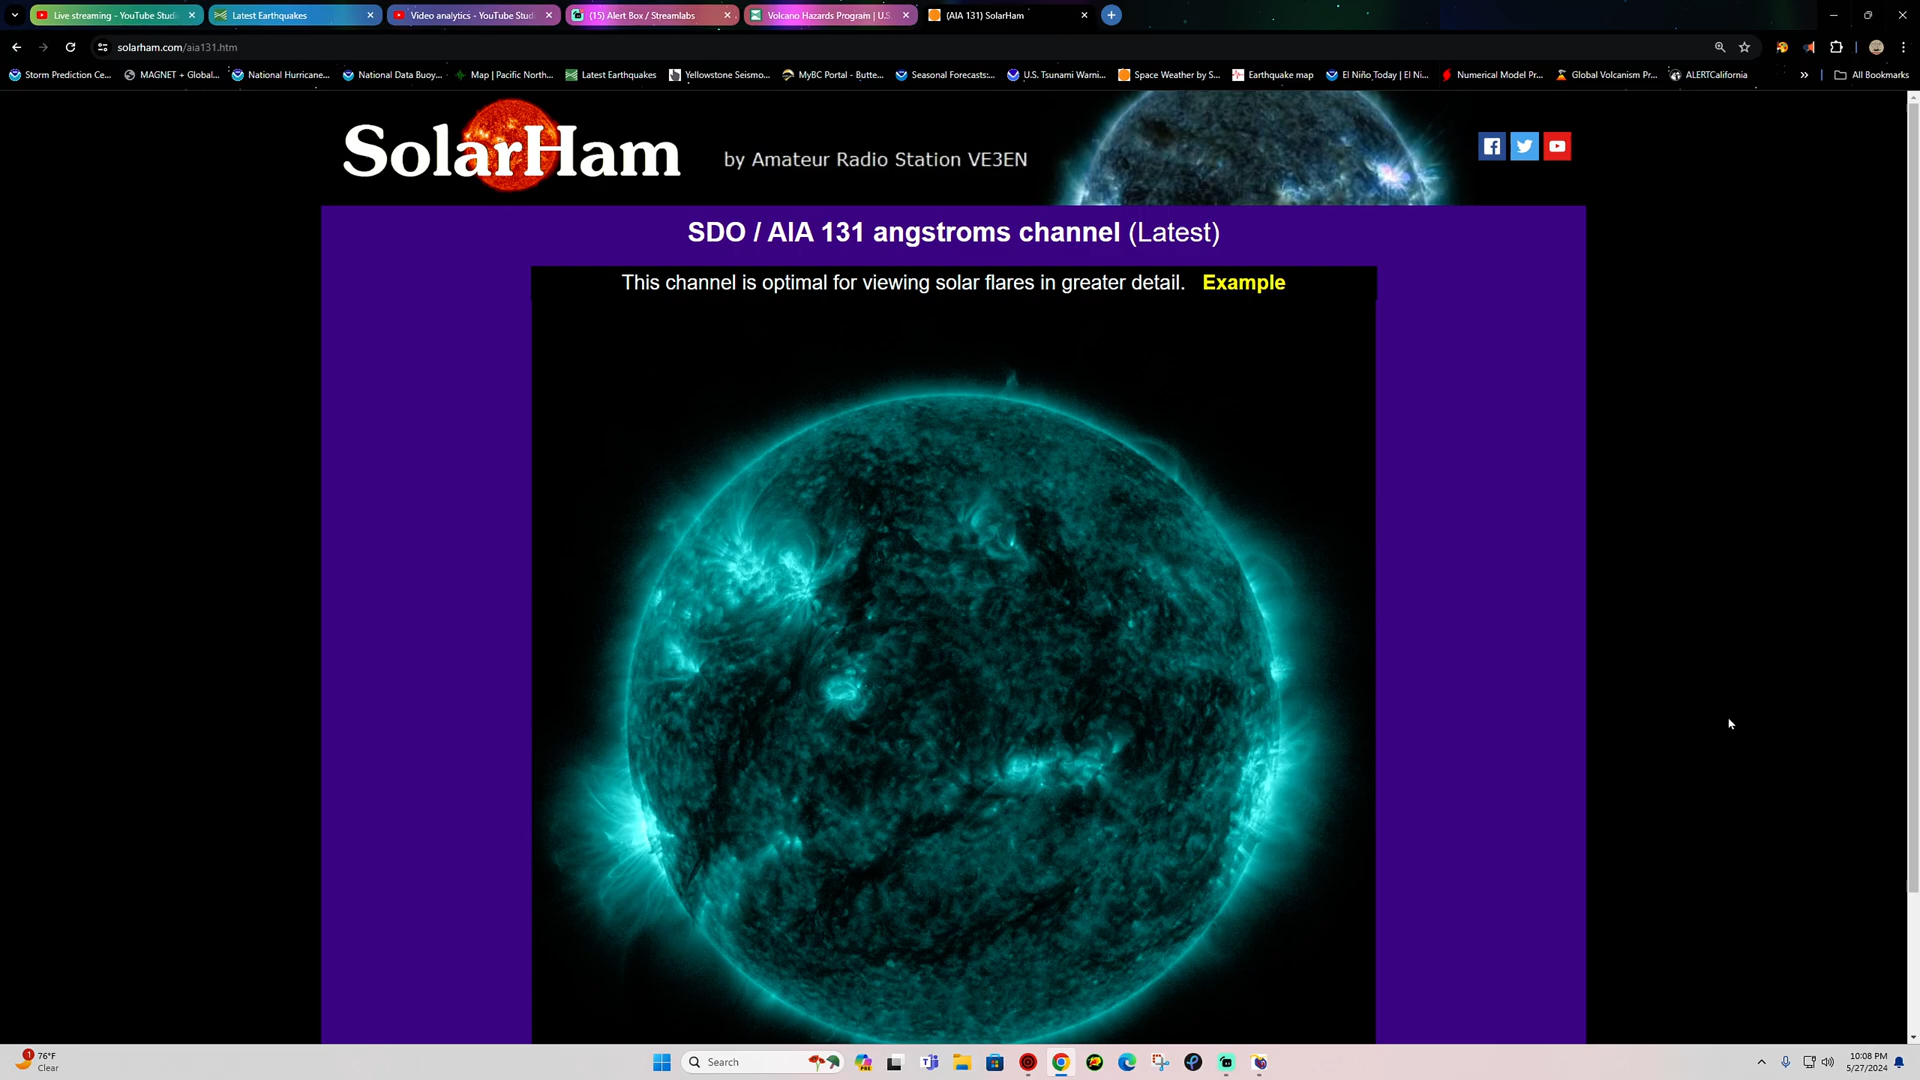 Live streaming - YouTube Studi
Latest Earthquakes
Video analytics - YouTube Stud
(15) Alert Box / Streamlabs
Volcano Hazards Program | U.S.
(AIA 131) SolarHam
solarham.com/aia131.htm
Storm Prediction Ce...
MAGNET + Global...
National Hurricane...
National Data Buoy...
Map | Pacific North...
Latest Earthquakes
Yellowstone Seismo...
MyBC Portal - Butte...
Seasonal Forecasts:...
U.S. Tsunami Warni...
Space Weather by S...
Earthquake map
El Niño Today | El Ni...
Numerical Model Pr...
Global Volcanism Pr...
ALERTCalifornia
All Bookmarks
SolarHam
by Amateur Radio Station VE3EN
SDO / AIA 131 angstroms channel (Latest)
This channel is optimal for viewing solar flares in greater detail. Example
1
76°F
Clear
Search
10:08 PM
5/27/2024